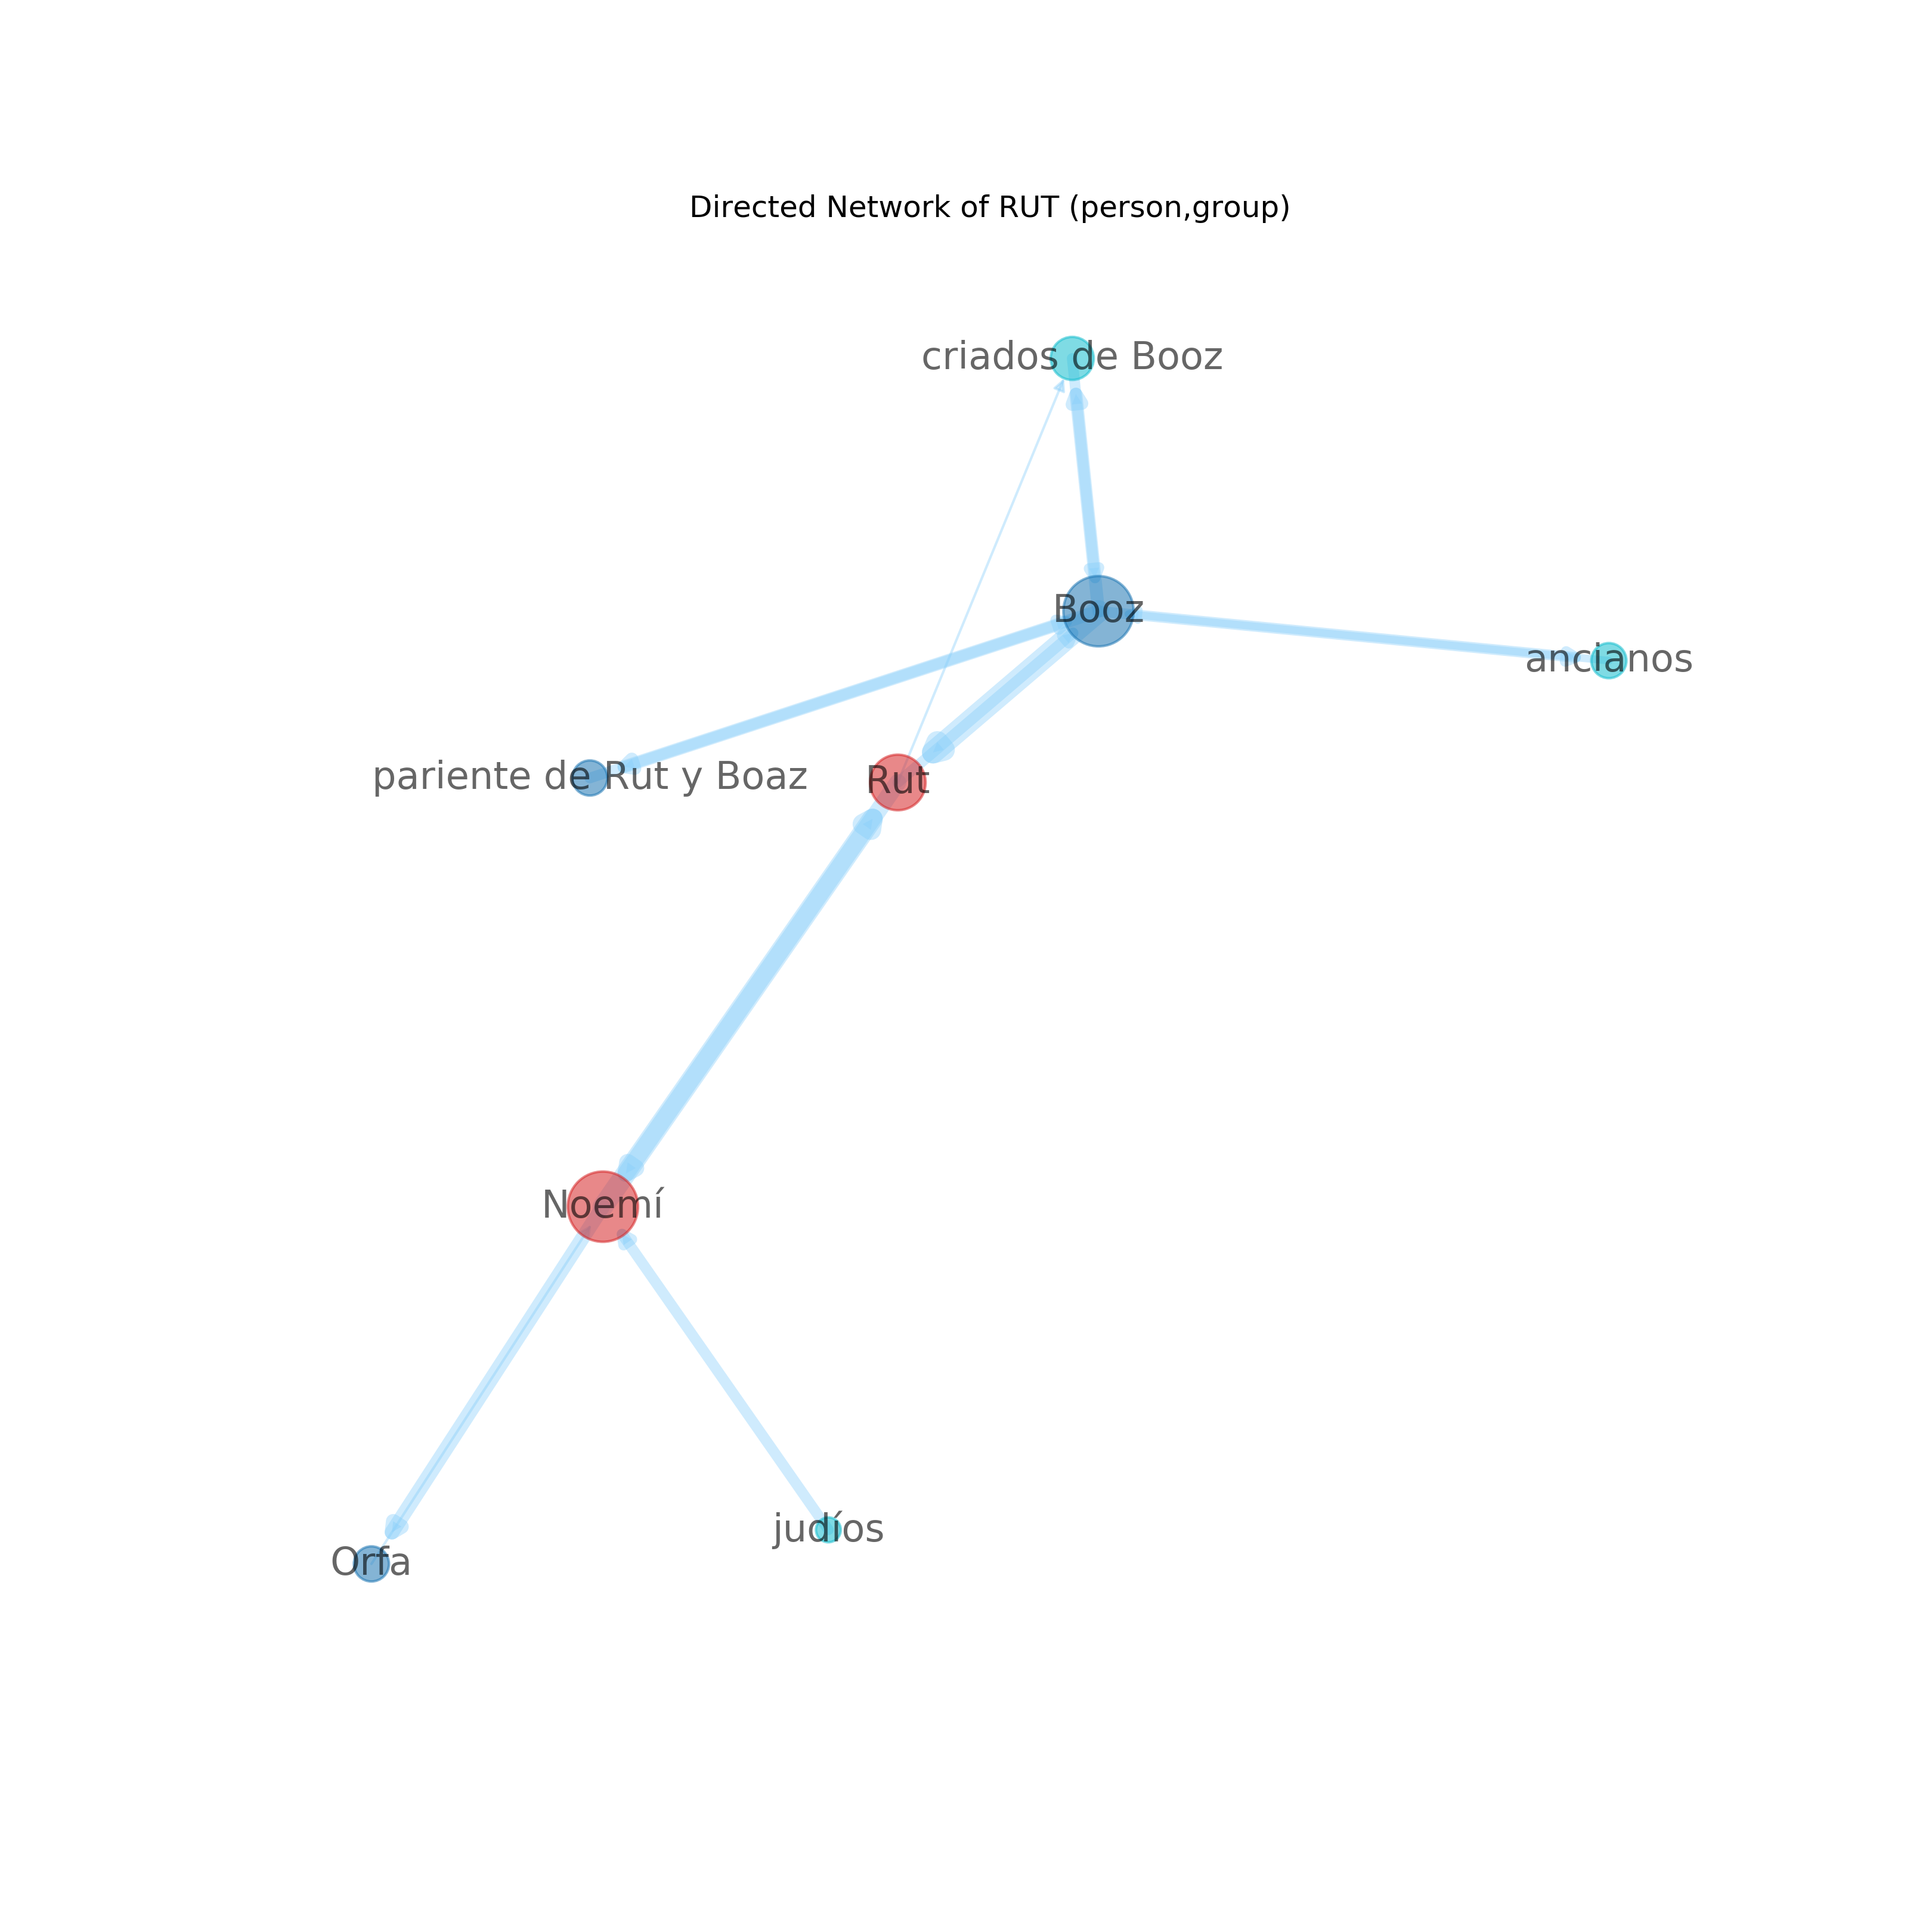 Directed Network of RUT (person,group)
criados de Booz
Booz
ancianos
pariente de Rut y Boaz
Rut
Noemí
judíos
Orfa